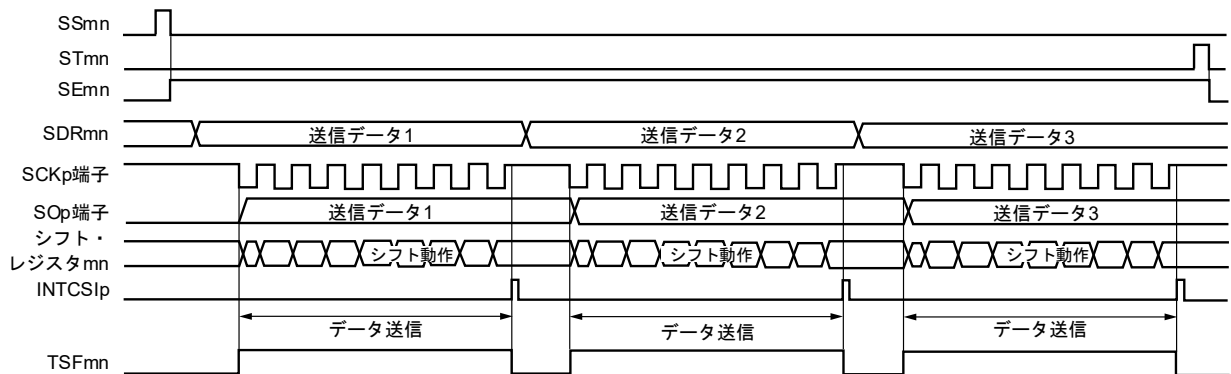 SSmn
STmn
SEmn
SDRmn 送信データ1 送信データ2 送信データ3
SCKp端子
SOp端子 送信データ1 送信データ2 送信データ3
シフト・
レジスタmn シフト動作 シフト動作 シフト動作
INTCSIp
データ送信 データ送信 データ送信
TSFmn